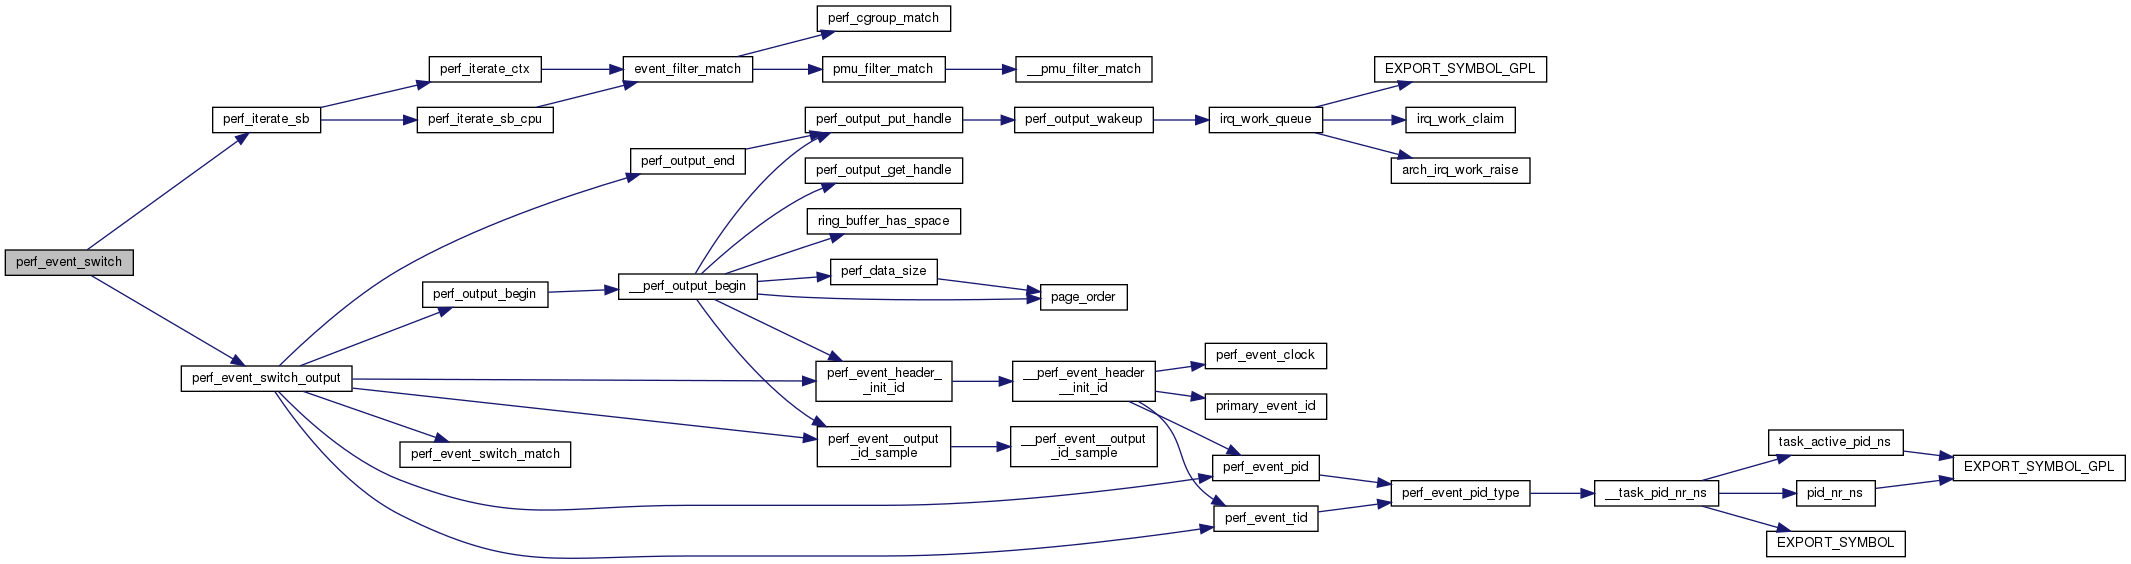 perf_cgroup_match
perf_iterate_ctx
event_filter_match
pmu_filter_match
__pmu_filter_match
EXPORT_SYMBOL_GPL
perf_iterate_sb
perf_iterate_sb_cpu
perf_output_put_handle
perf_output_wakeup
irq_work_queue
irq_work_claim
perf_output_end
perf_output_get_handle
arch_irq_work_raise
ring_buffer_has_space
perf_event_switch
perf_data_size
perf_output_begin
__perf_output_begin
page_order
perf_event_clock
perf_event_switch_output
perf_event_header_
_init_id
__perf_event_header
__init_id
primary_event_id
perf_event_switch_match
perf_event__output
_id_sample
__perf_event__output
_id_sample
task_active_pid_ns
perf_event_pid
EXPORT_SYMBOL_GPL
perf_event_pid_type
__task_pid_nr_ns
pid_nr_ns
perf_event_tid
EXPORT_SYMBOL